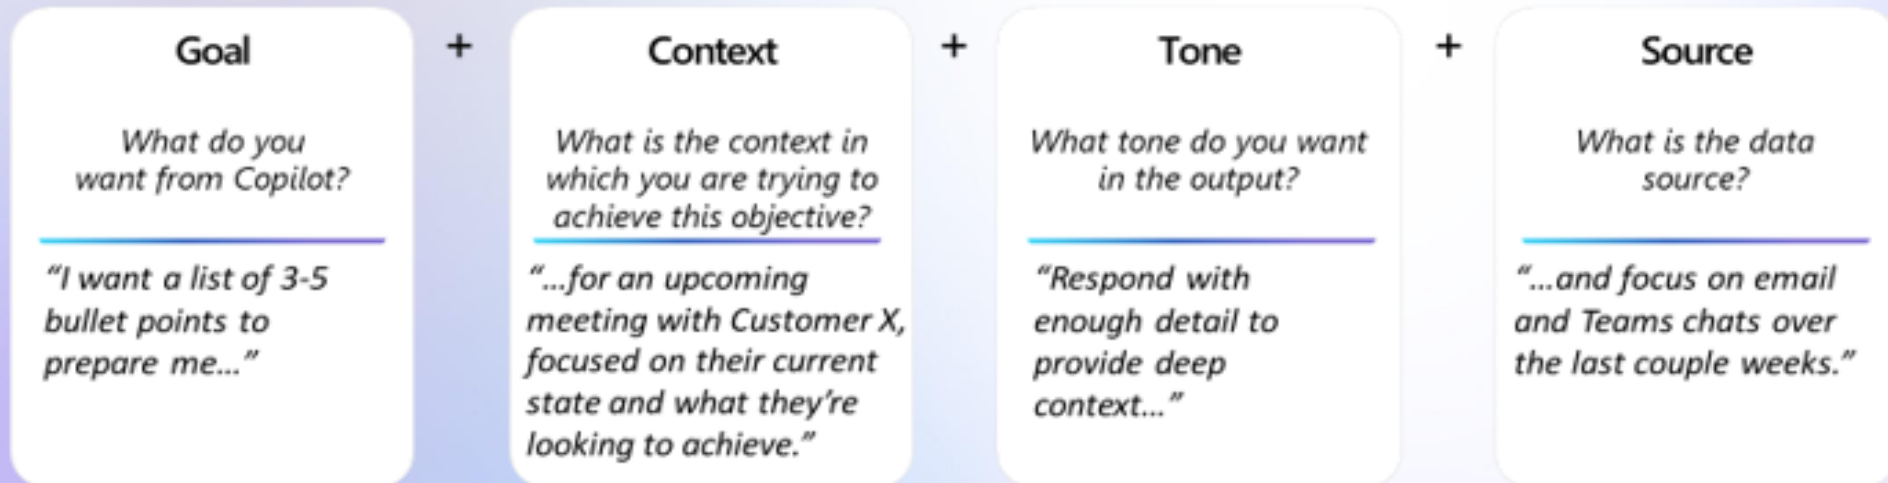 Goal
+
Context
+
Tone
+
Source
What do you
want from Copilot?
What is the context in
which you are trying to
achieve this objective?
What tone do you want
in the output?
What is the data
source?
“I want a list of 3-5
bullet points to
prepare me...”
“...for an upcoming
meeting with Customer X,
focused on their current
state and what they’re
looking to achieve.”
“Respond with
enough detail to
provide deep
context...”
“...and focus on email
and Teams chats over
the last couple weeks.”